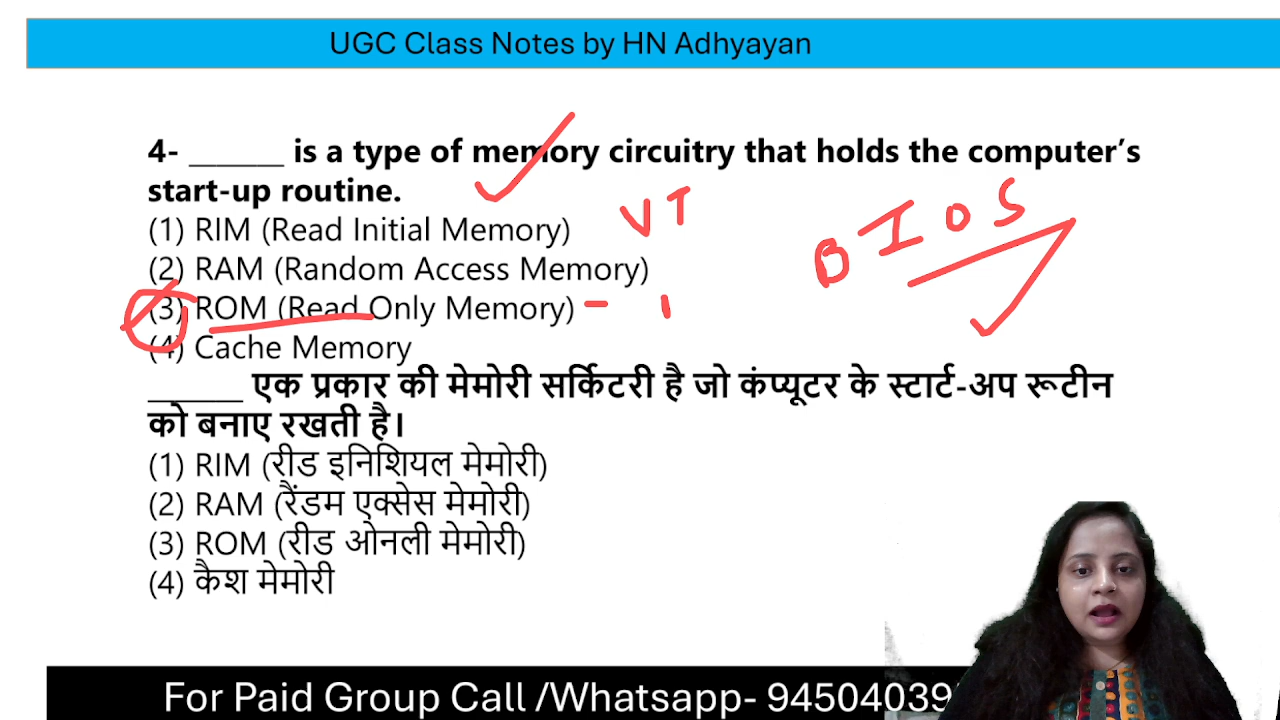 UGC Class Notes by HN Adhyayan
4- _______ is a type of memory circuitry that holds the computer’s
start-up routine.
(1) RIM (Read Initial Memory)
VT
BIOS
(2) RAM (Random Access Memory)
(3) ROM (Read Only Memory) -
(4) Cache Memory
_______ एक प्रकार की मेमोरी सर्किटरी है जो कंप्यूटर के स्टार्ट-अप रूटीन
को बनाए रखती है।
(1) RIM (रीड इनिशियल मेमोरी)
(2) RAM (रैंडम एक्सेस मेमोरी)
(3) ROM (रीड ओनली मेमोरी)
(4) कैश मेमोरी
For Paid Group Call /Whatsapp- 94504039